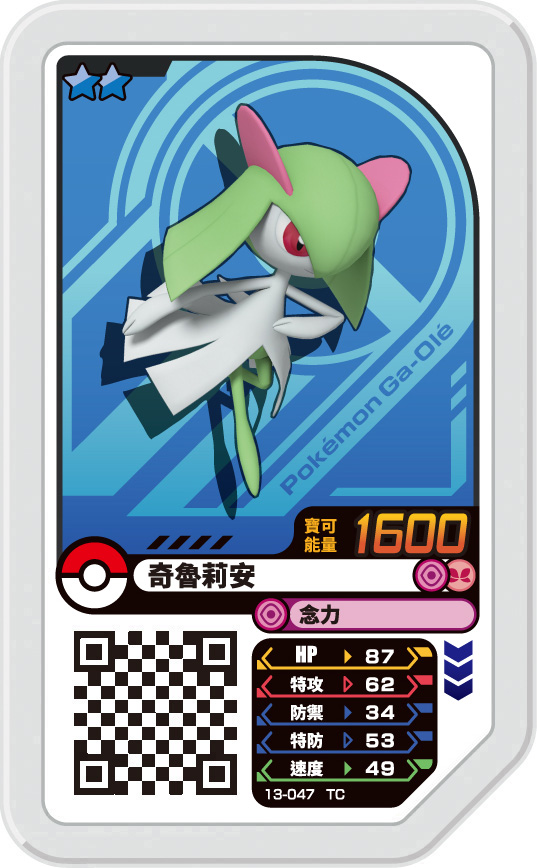 Pokémon Ga-Olé
寶可
能量 1600
奇魯莉安
念力
HP 87
特攻 62
防禦 34
特防 53
速度 49
13-047 TC